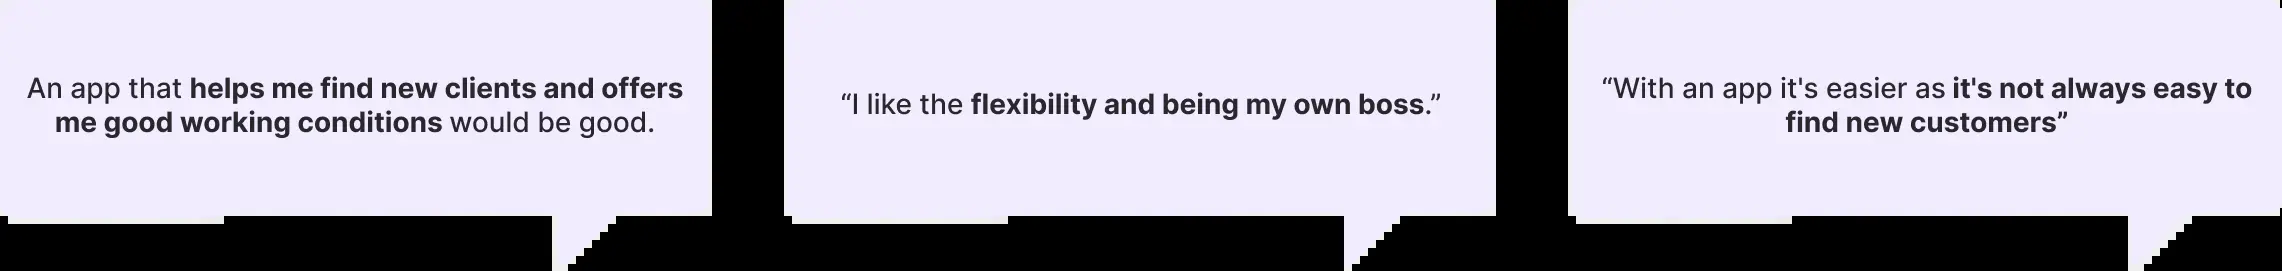 An app that helps me find new clients and offers
me good working conditions would be good.
“I like the flexibility and being my own boss.”
“With an app it's easier as it's not always easy to
find new customers”